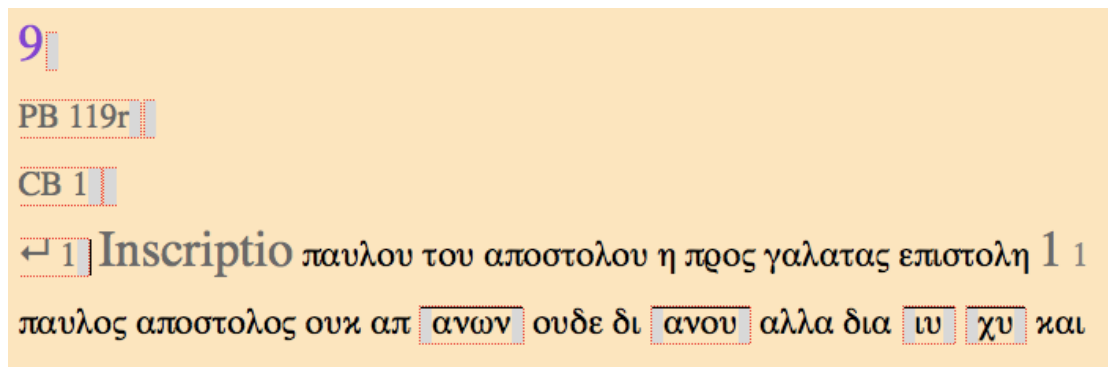 9
PB 119r
CB 1
↵ 1 Inscriptio παυλου του αποστολου η προς γαλατας επιστολη 1 1
παυλος αποστολος ουκ απ ανων ουδε δι ανου αλλα δια ιυ χυ και